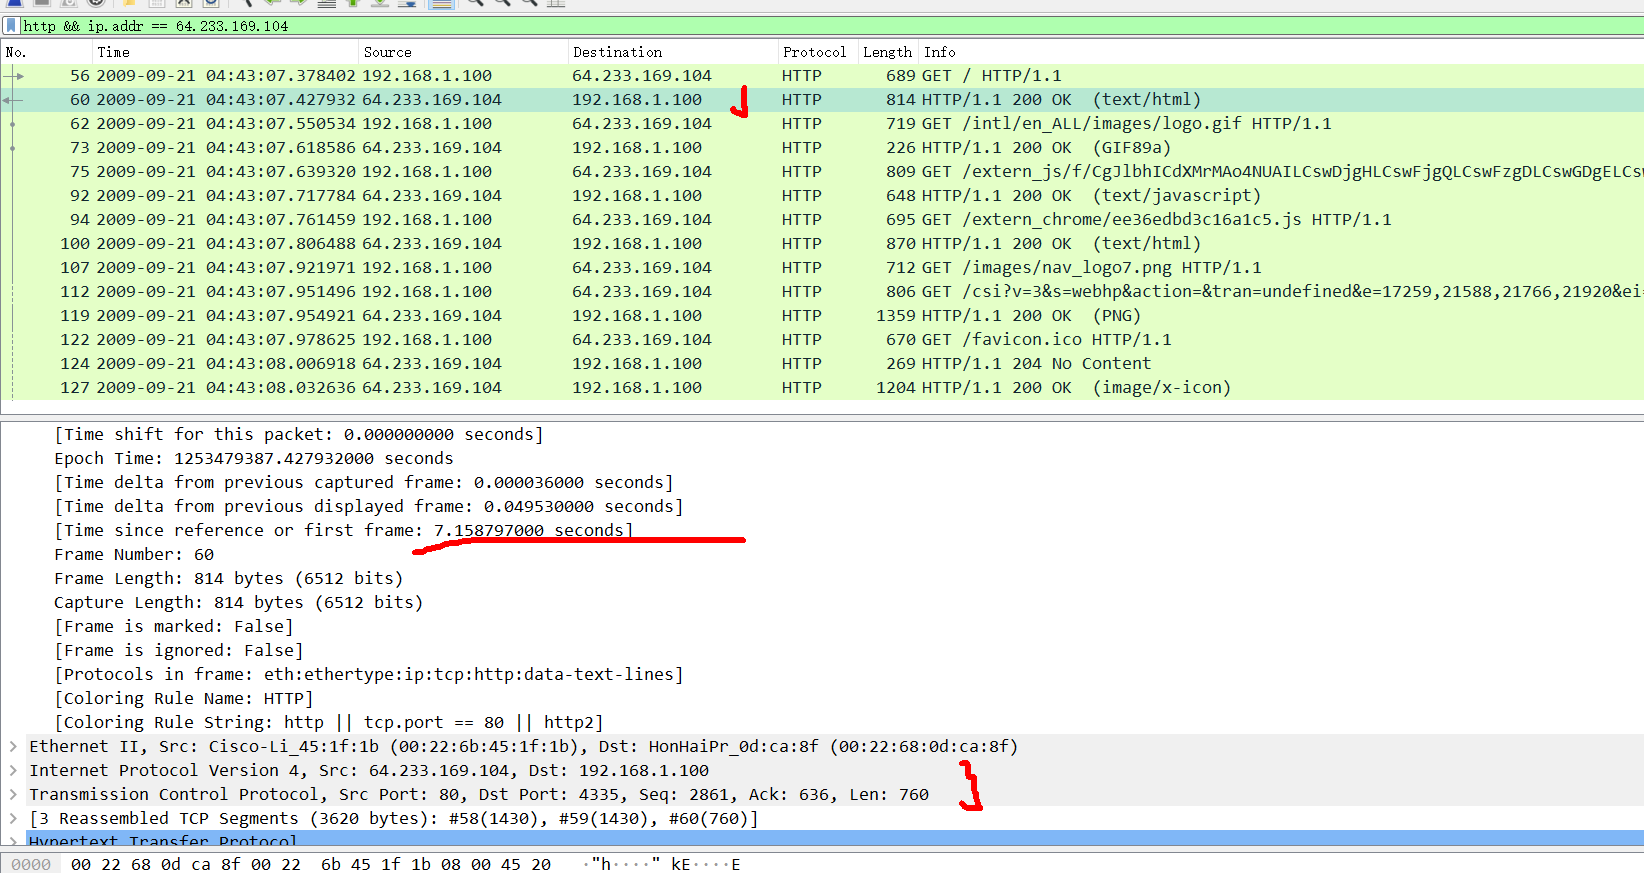 http && ip.addr == 64.233.169.104
No. Time Source Destination Protocol Length Info
56 2009-09-21 04:43:07.378402 192.168.1.100 64.233.169.104 HTTP 689 GET / HTTP/1.1
60 2009-09-21 04:43:07.427932 64.233.169.104 192.168.1.100 HTTP 814 HTTP/1.1 200 OK (text/html)
62 2009-09-21 04:43:07.550534 192.168.1.100 64.233.169.104 HTTP 719 GET /intl/en_ALL/images/logo.gif HTTP/1.1
73 2009-09-21 04:43:07.618586 64.233.169.104 192.168.1.100 HTTP 226 HTTP/1.1 200 OK (GIF89a)
75 2009-09-21 04:43:07.639320 192.168.1.100 64.233.169.104 HTTP 809 GET /extern_js/f/CgJlbhICdXMrMAo4NUAILCswDjgHLCswFjgQLCswFzgDLCswGDgELCsw
92 2009-09-21 04:43:07.717784 64.233.169.104 192.168.1.100 HTTP 648 HTTP/1.1 200 OK (text/javascript)
94 2009-09-21 04:43:07.761459 192.168.1.100 64.233.169.104 HTTP 695 GET /extern_chrome/ee36edbd3c16a1c5.js HTTP/1.1
100 2009-09-21 04:43:07.806488 64.233.169.104 192.168.1.100 HTTP 870 HTTP/1.1 200 OK (text/html)
107 2009-09-21 04:43:07.921971 192.168.1.100 64.233.169.104 HTTP 712 GET /images/nav_logo7.png HTTP/1.1
112 2009-09-21 04:43:07.951496 192.168.1.100 64.233.169.104 HTTP 806 GET /csi?v=3&s=webhp&action=&tran=undefined&e=17259,21588,21766,21920&ei=
119 2009-09-21 04:43:07.954921 64.233.169.104 192.168.1.100 HTTP 1359 HTTP/1.1 200 OK (PNG)
122 2009-09-21 04:43:07.978625 192.168.1.100 64.233.169.104 HTTP 670 GET /favicon.ico HTTP/1.1
124 2009-09-21 04:43:08.006918 64.233.169.104 192.168.1.100 HTTP 269 HTTP/1.1 204 No Content
127 2009-09-21 04:43:08.032636 64.233.169.104 192.168.1.100 HTTP 1204 HTTP/1.1 200 OK (image/x-icon)
[Time shift for this packet: 0.000000000 seconds]
Epoch Time: 1253479387.427932000 seconds
[Time delta from previous captured frame: 0.000036000 seconds]
[Time delta from previous displayed frame: 0.049530000 seconds]
[Time since reference or first frame: 7.158797000 seconds]
Frame Number: 60
Frame Length: 814 bytes (6512 bits)
Capture Length: 814 bytes (6512 bits)
[Frame is marked: False]
[Frame is ignored: False]
[Protocols in frame: eth:ethertype:ip:tcp:http:data-text-lines]
[Coloring Rule Name: HTTP]
[Coloring Rule String: http || tcp.port == 80 || http2]
Ethernet II, Src: Cisco-Li_45:1f:1b (00:22:6b:45:1f:1b), Dst: HonHaiPr_0d:ca:8f (00:22:68:0d:ca:8f)
Internet Protocol Version 4, Src: 64.233.169.104, Dst: 192.168.1.100
Transmission Control Protocol, Src Port: 80, Dst Port: 4335, Seq: 2861, Ack: 636, Len: 760
[3 Reassembled TCP Segments (3620 bytes): #58(1430), #59(1430), #60(760)]
Hypertext Transfer Protocol
0000 00 22 68 0d ca 8f 00 22 6b 45 1f 1b 08 00 45 20 ·"h····" kE····E